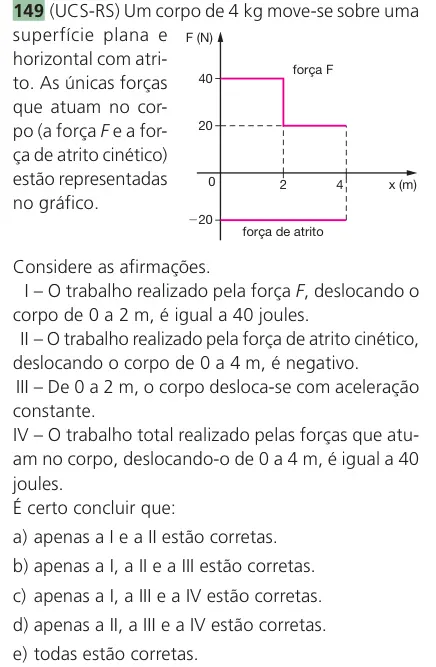 149 (UCS-RS) Um corpo de 4 kg move-se sobre uma
superfície plana e
horizontal com atri-
to. As únicas forças
que atuam no cor-
po (a força F e a for-
ça de atrito cinético)
estão representadas
no gráfico.
F (N)
força F
40
20
0
2
4
x (m)
−20
força de atrito
Considere as afirmações.
I – O trabalho realizado pela força F, deslocando o
corpo de 0 a 2 m, é igual a 40 joules.
II – O trabalho realizado pela força de atrito cinético,
deslocando o corpo de 0 a 4 m, é negativo.
III – De 0 a 2 m, o corpo desloca-se com aceleração
constante.
IV – O trabalho total realizado pelas forças que atu-
am no corpo, deslocando-o de 0 a 4 m, é igual a 40
joules.
É certo concluir que:
a) apenas a I e a II estão corretas.
b) apenas a I, a II e a III estão corretas.
c) apenas a I, a III e a IV estão corretas.
d) apenas a II, a III e a IV estão corretas.
e) todas estão corretas.